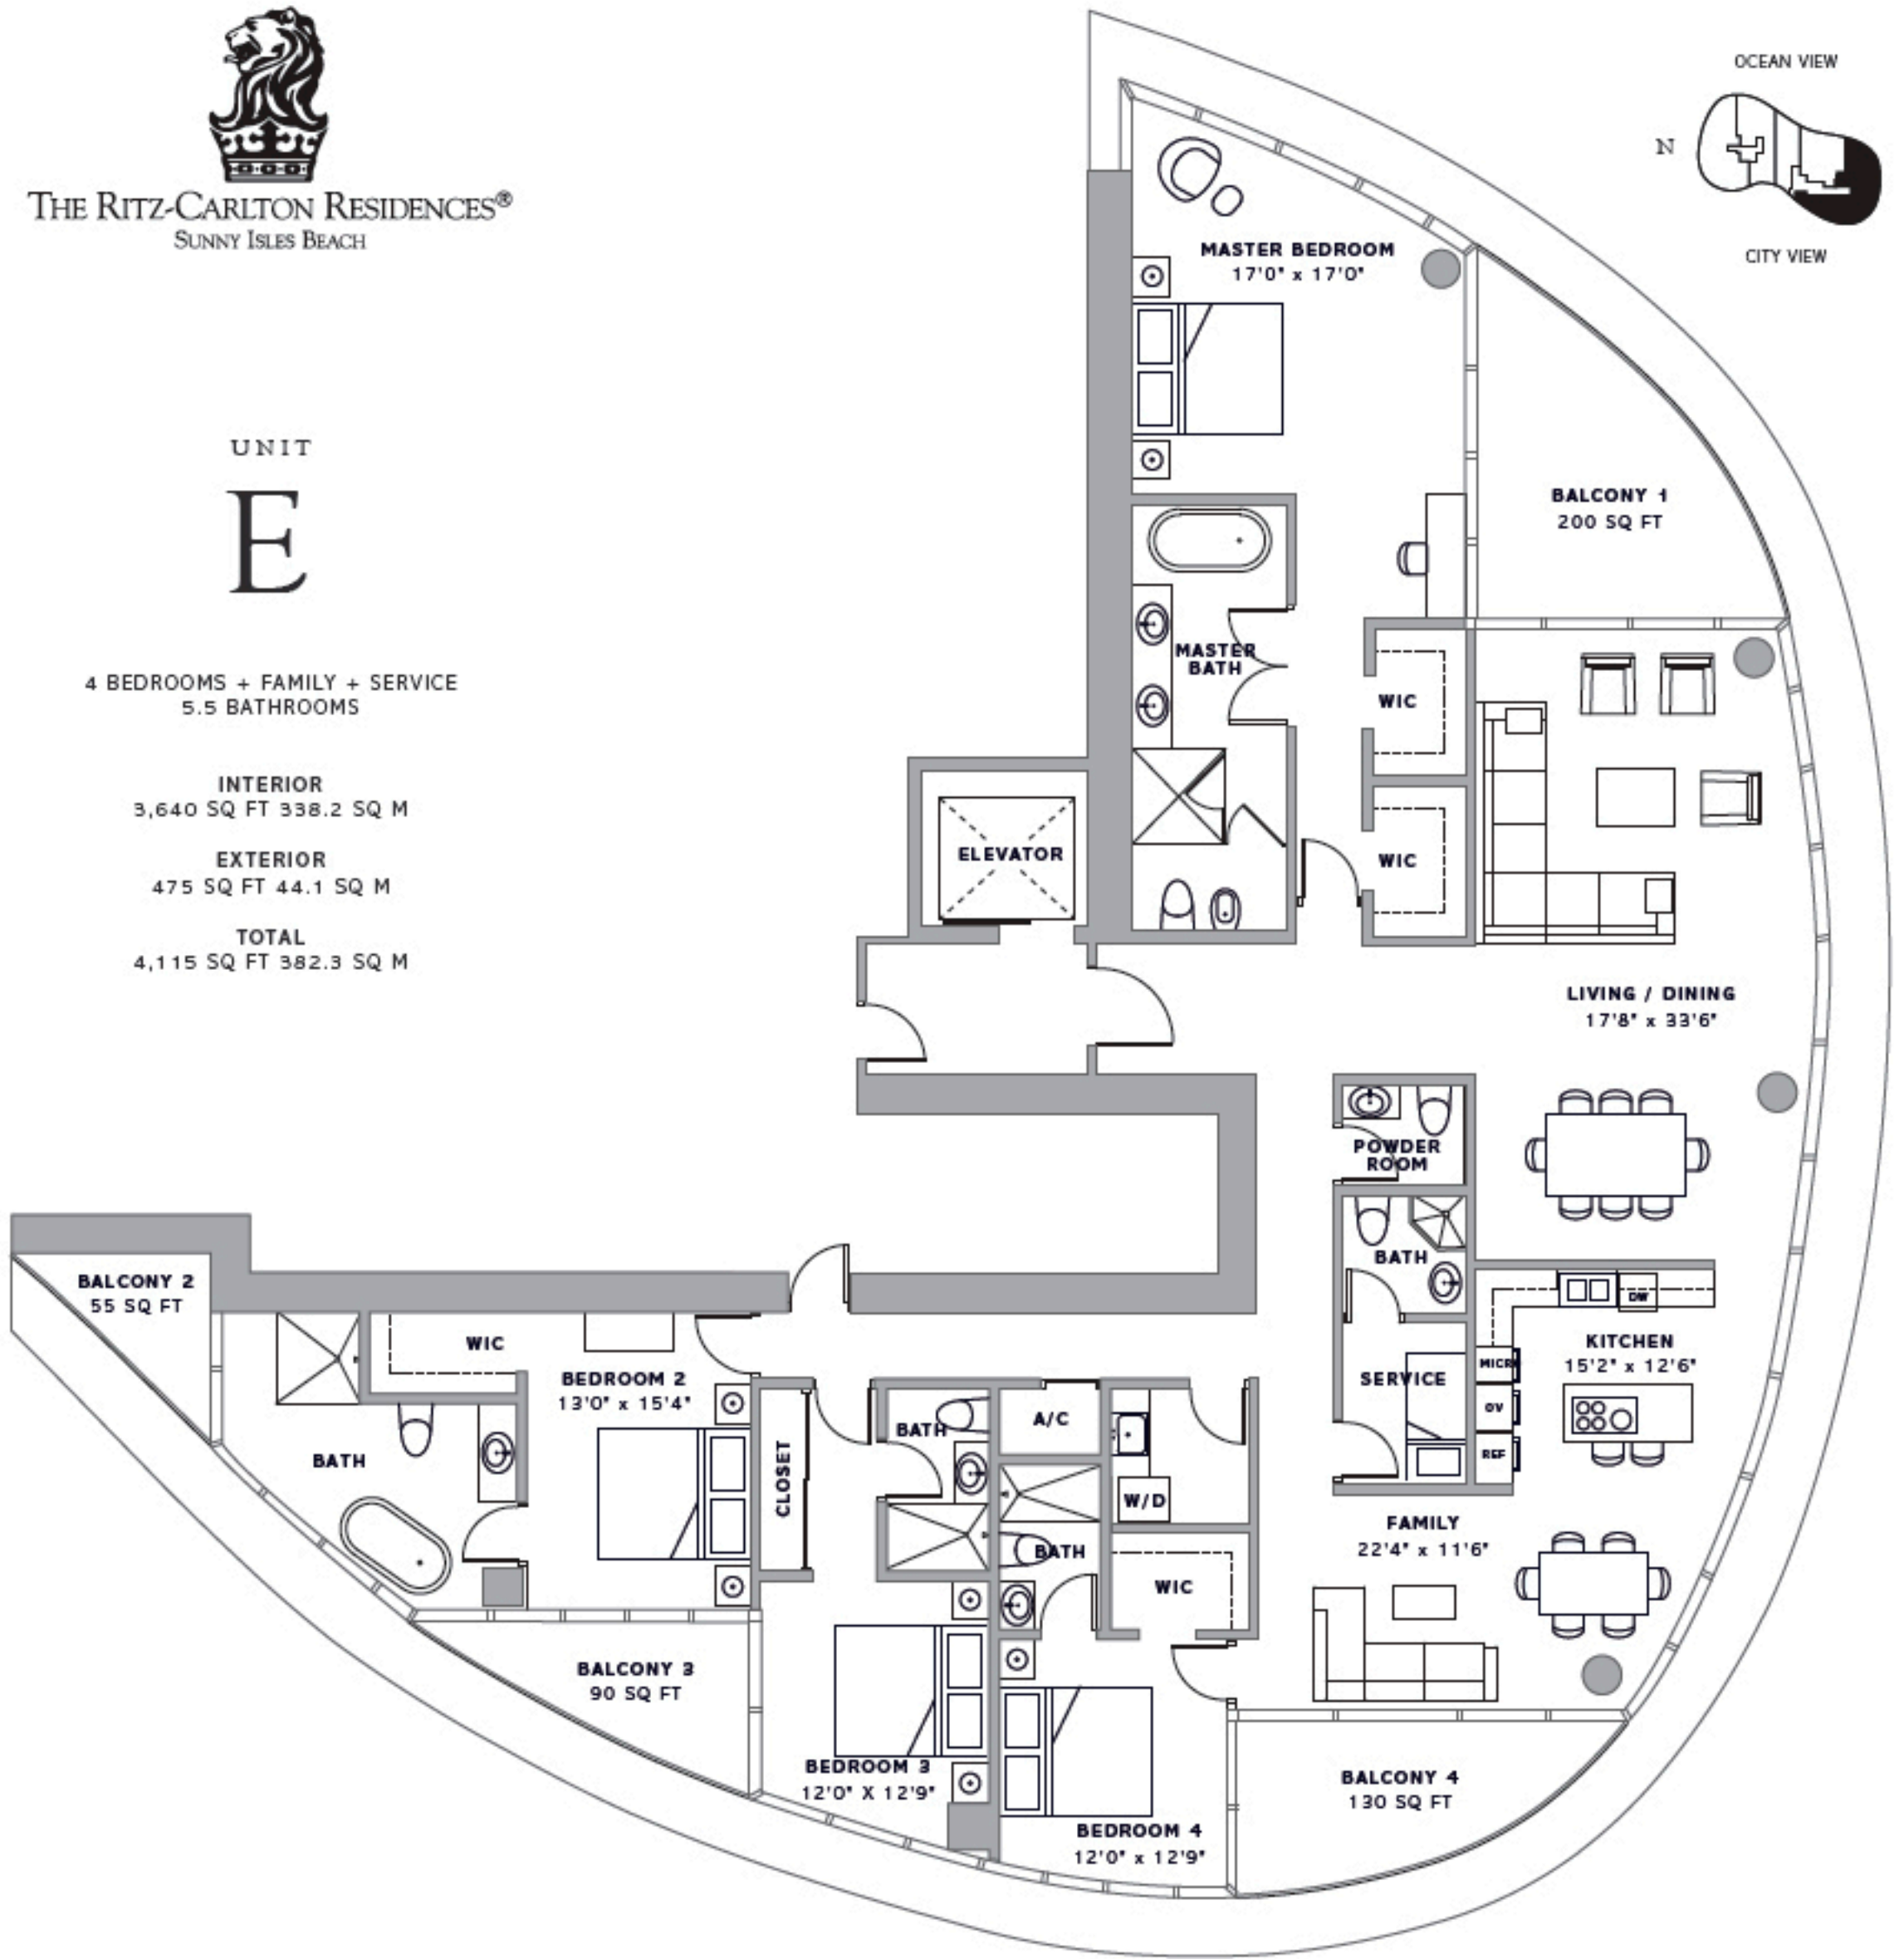 THE RITZ-CARLTON RESIDENCES®
SUNNY ISLES BEACH
UNIT
E
4 BEDROOMS + FAMILY + SERVICE
5.5 BATHROOMS
INTERIOR
3,640 SQ FT 338.2 SQ M
EXTERIOR
475 SQ FT 44.1 SQ M
TOTAL
4,115 SQ FT 382.3 SQ M
OCEAN VIEW
N
CITY VIEW
MASTER BEDROOM
17'0" x 17'0"
BALCONY 1
200 SQ FT
MASTER
BATH
WIC
WIC
ELEVATOR
LIVING / DINING
17'8" x 33'6"
POWDER
ROOM
BATH
DW
KITCHEN
15'2" x 12'6"
MICR
OV
REF
SERVICE
FAMILY
22'4" x 11'6"
BALCONY 2
55 SQ FT
WIC
BEDROOM 2
13'0" x 15'4"
BATH
CLOSET
BATH
A/C
W/D
BATH
WIC
BALCONY 3
90 SQ FT
BEDROOM 3
12'0" X 12'9"
BEDROOM 4
12'0" x 12'9"
BALCONY 4
130 SQ FT